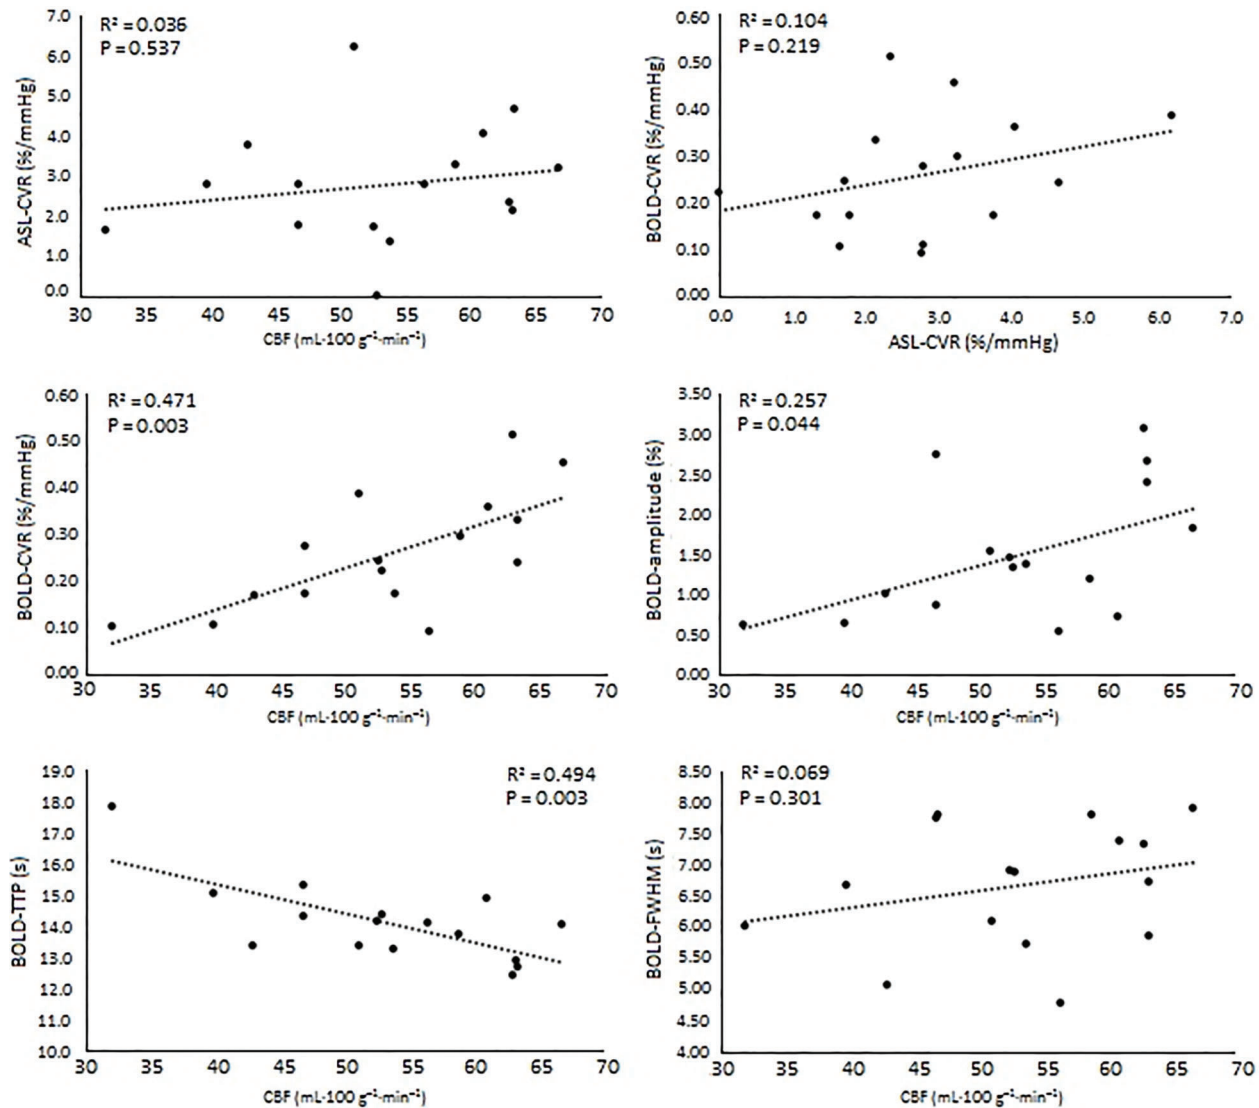 R² = 0.036
P = 0.537
ASL-CVR (%/mmHg)
7.0
6.0
5.0
4.0
3.0
2.0
1.0
0.0
30 35 40 45 50 55 60 65 70
CBF (mL·100 g⁻¹·min⁻¹)
R² = 0.104
P = 0.219
BOLD-CVR (%/mmHg)
0.60
0.50
0.40
0.30
0.20
0.10
0.00
0.0 1.0 2.0 3.0 4.0 5.0 6.0 7.0
ASL-CVR (%/mmHg)
R² = 0.471
P = 0.003
BOLD-CVR (%/mmHg)
0.60
0.50
0.40
0.30
0.20
0.10
0.00
30 35 40 45 50 55 60 65 70
CBF (mL·100 g⁻¹·min⁻¹)
R² = 0.257
P = 0.044
BOLD-amplitude (%)
3.50
3.00
2.50
2.00
1.50
1.00
0.50
0.00
30 35 40 45 50 55 60 65 70
CBF (mL·100 g⁻¹·min⁻¹)
R² = 0.494
P = 0.003
BOLD-TTP (s)
19.0
18.0
17.0
16.0
15.0
14.0
13.0
12.0
11.0
10.0
30 35 40 45 50 55 60 65 70
CBF (mL·100 g⁻¹·min⁻¹)
R² = 0.069
P = 0.301
BOLD-FWHM (s)
8.50
8.00
7.50
7.00
6.50
6.00
5.50
5.00
4.50
4.00
30 35 40 45 50 55 60 65 70
CBF (mL·100 g⁻¹·min⁻¹)